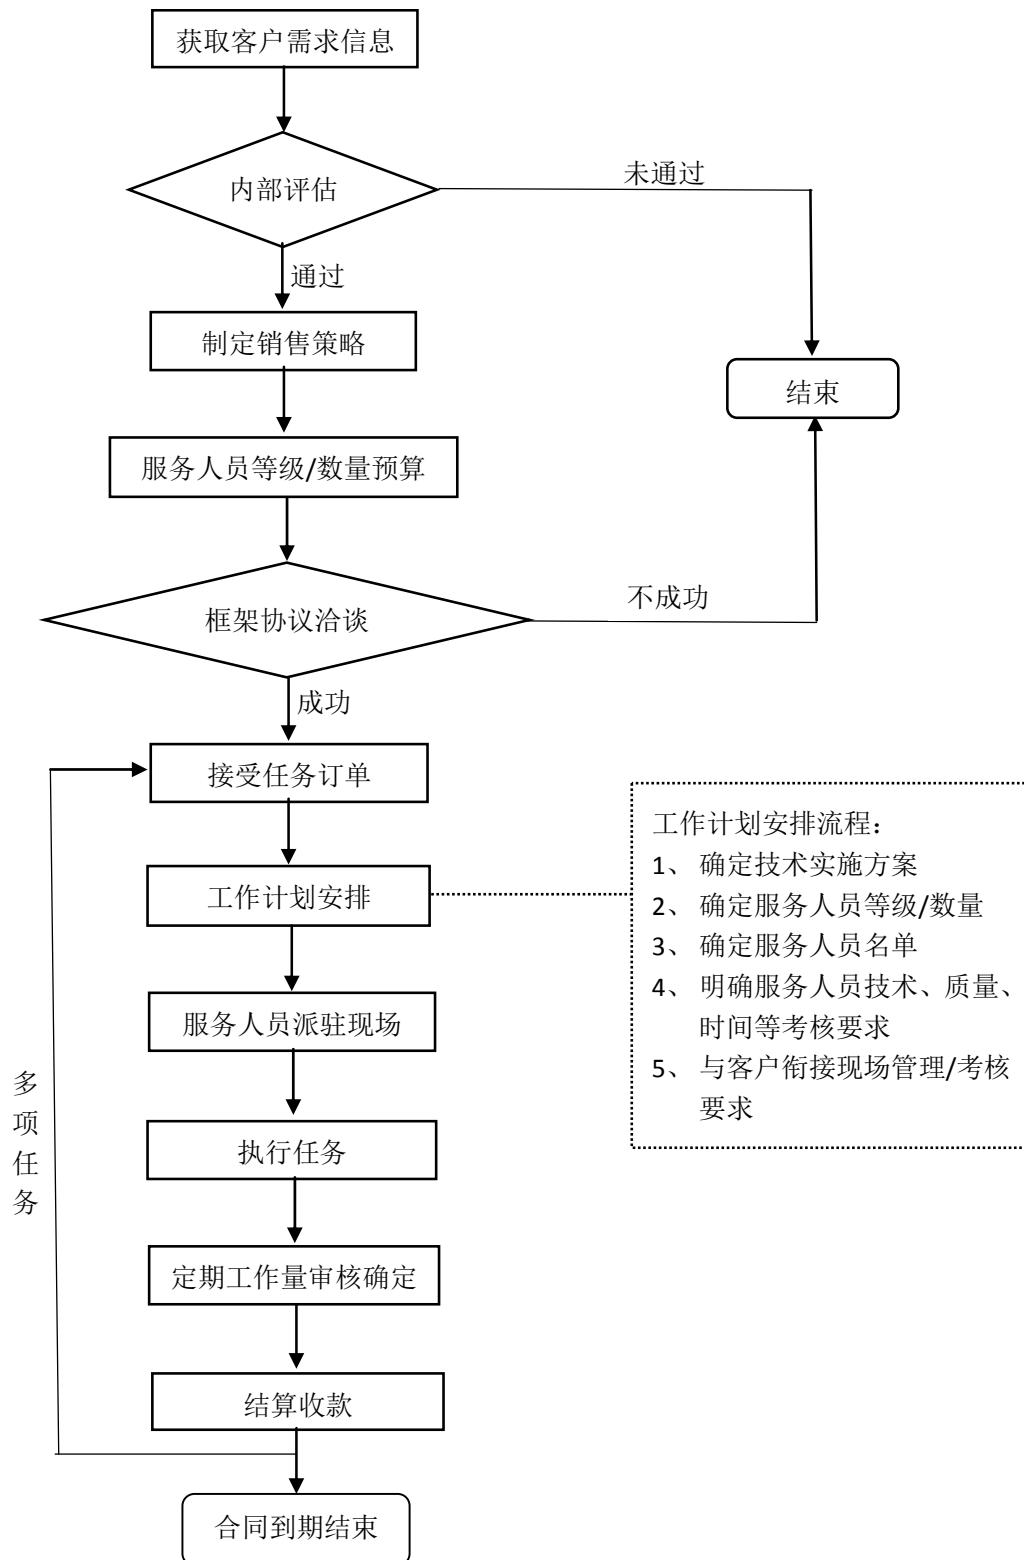 获取客户需求信息
内部评估
未通过
通过
制定销售策略
结束
服务人员等级/数量预算
框架协议洽谈
不成功
成功
接受任务订单
工作计划安排
工作计划安排流程：
1、 确定技术实施方案
2、 确定服务人员等级/数量
3、 确定服务人员名单
4、 明确服务人员技术、质量、
时间等考核要求
5、 与客户衔接现场管理/考核
要求
服务人员派驻现场
多项任务
执行任务
定期工作量审核确定
结算收款
合同到期结束